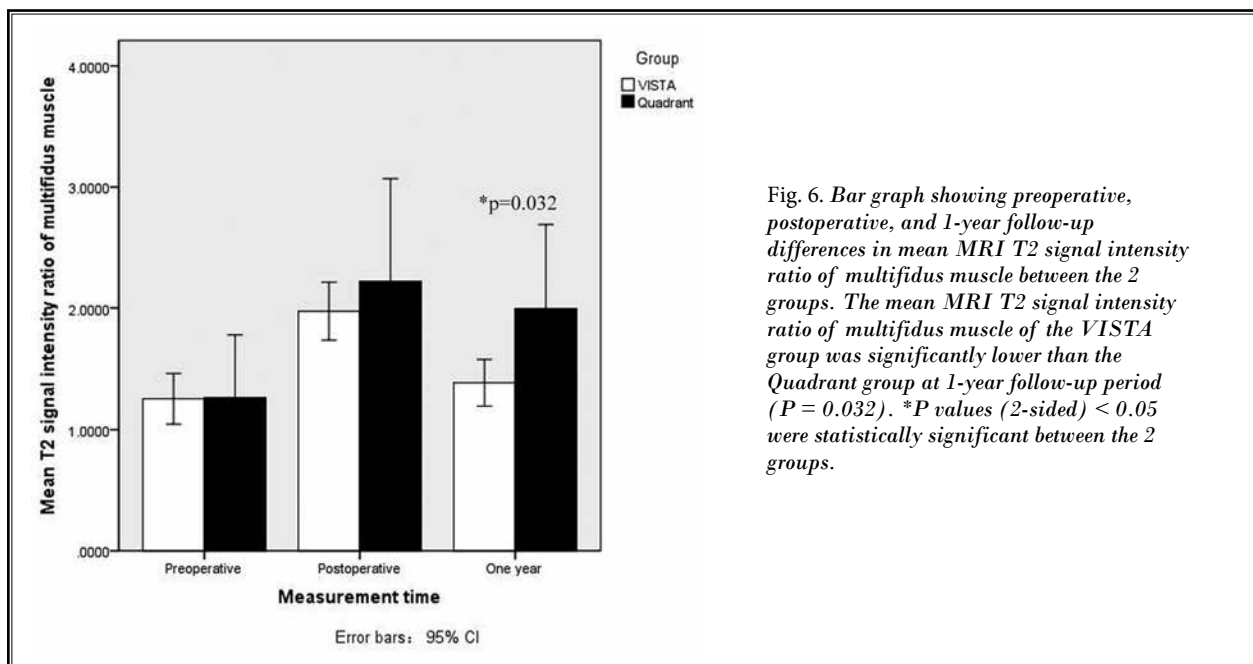 4.0000
3.0000
2.0000
1.0000
.0000
Mean T2 signal intensity ratio of multifidus muscle
Group
VISTA
Quadrant
*p=0.032
Preoperative
Postoperative
One year
Measurement time
Error bars: 95% CI
Fig. 6. Bar graph showing preoperative,
postoperative, and 1-year follow-up
differences in mean MRI T2 signal intensity
ratio of multifidus muscle between the 2
groups. The mean MRI T2 signal intensity
ratio of multifidus muscle of the VISTA
group was significantly lower than the
Quadrant group at 1-year follow-up period
(P = 0.032). *P values (2-sided) < 0.05
were statistically significant between the 2
groups.